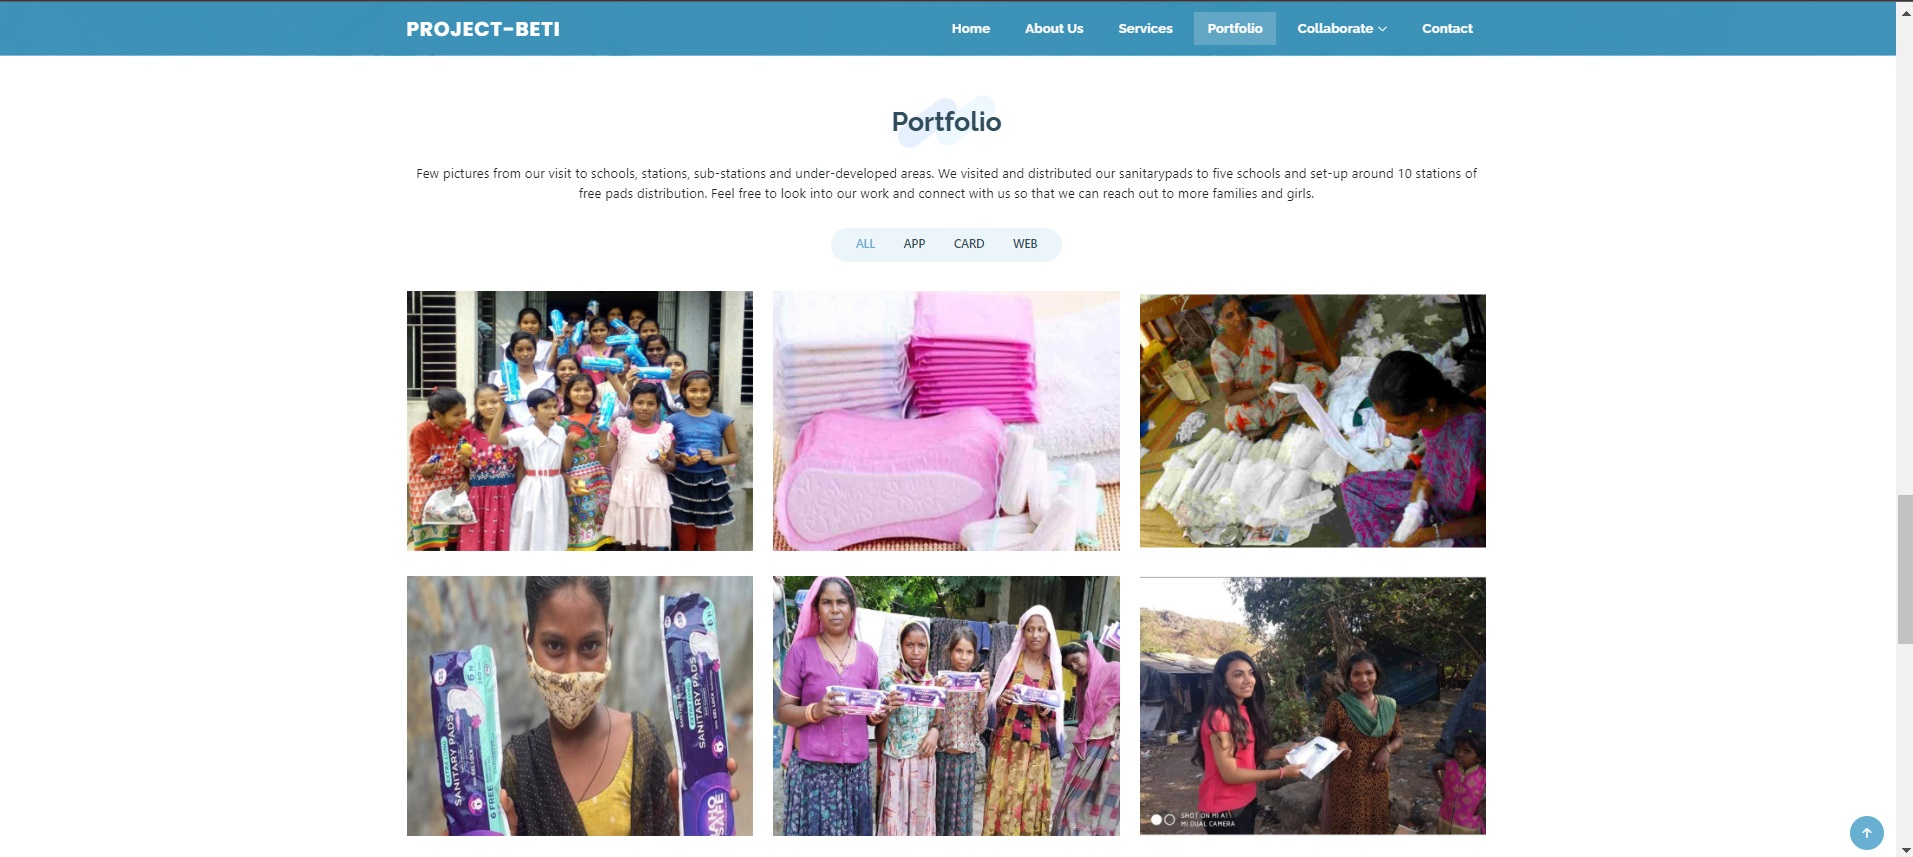 PROJECT-BETI
Home About Us Services Portfolio Collaborate Contact
Portfolio
Few pictures from our visit to schools, stations, sub-stations and under-developed areas. We visited and distributed our sanitarypads to five schools and set-up around 10 stations of
free pads distribution. Feel free to look into our work and connect with us so that we can reach out to more families and girls.
ALL APP CARD WEB
SANITARY PADS
SANITARY PADS
SHOT ON MI A1
MI DUAL CAMERA